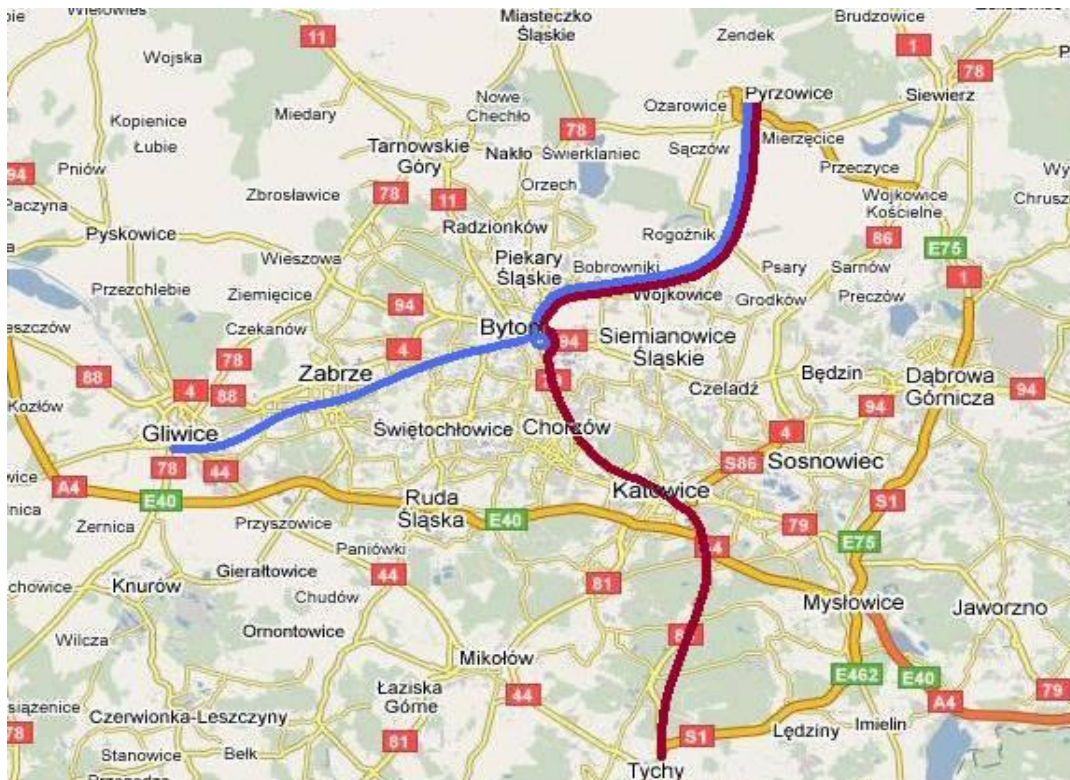 Wielowieś
Miasteczko
Śląskie
Brudzowice
11
Zendek
1
Wojska
78
Pyrzowice
Siewierz
Nowe
Chechło
Ożarowice
Miedary
Kopienice
Łubie
78
Mierzęcice
Tarnowskie
Góry
Nakło
Świerklaniec
Sączów
Pniów
94
Przeczyce
Zbrosławice
78
Orzech
Wojkowice
Kościelne
11
Paczyna
Radzionków
Pyskowice
Rogoźnik
86
E75
Wieszowa
Piekary
Śląskie
Bobrowniki
Psary
Sarnów
1
Przezchlebie
Ziemięcice
Wojkowice
Grodków
Preczów
94
Czekanów
Bytom
94
Siemianowice
Śląskie
4
78
Zabrze
Będzin
Dąbrowa
Górnicza
88
4
88
Czeladź
94
Kozłów
94
Gliwice
Świętochłowice
Chorzów
4
78
44
S86
Sosnowiec
A4
E40
Katowice
Ruda
Śląska
S1
E40
Zernica
Przyszowice
79
E75
Paniówki
Gierałtowice
44
81
Knurów
Chudów
Mysłowice
Jaworzno
Wilcza
Ornontowice
Mikołów
E462
E40
44
79
Łaziska
Górne
A4
Czerwionka-Leszczyny
78
81
S1
Lędziny
Imielin
Stanowice
Bełk
Tychy